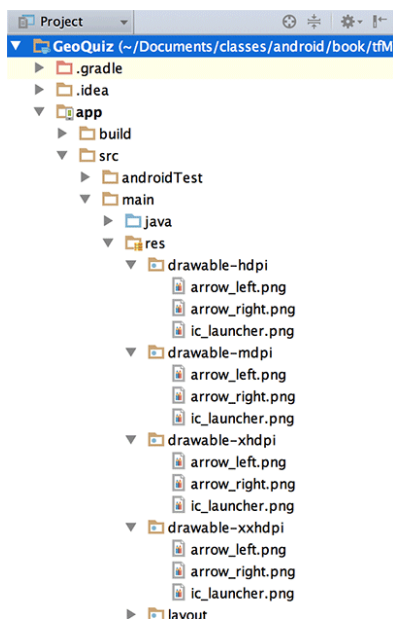 Project
GeoQuiz (~/Documents/classes/android/book/tfM
.gradle
.idea
app
build
src
androidTest
main
java
res
drawable-hdpi
arrow_left.png
arrow_right.png
ic_launcher.png
drawable-mdpi
arrow_left.png
arrow_right.png
ic_launcher.png
drawable-xhdpi
arrow_left.png
arrow_right.png
ic_launcher.png
drawable-xxhdpi
arrow_left.png
arrow_right.png
ic_launcher.png
layout